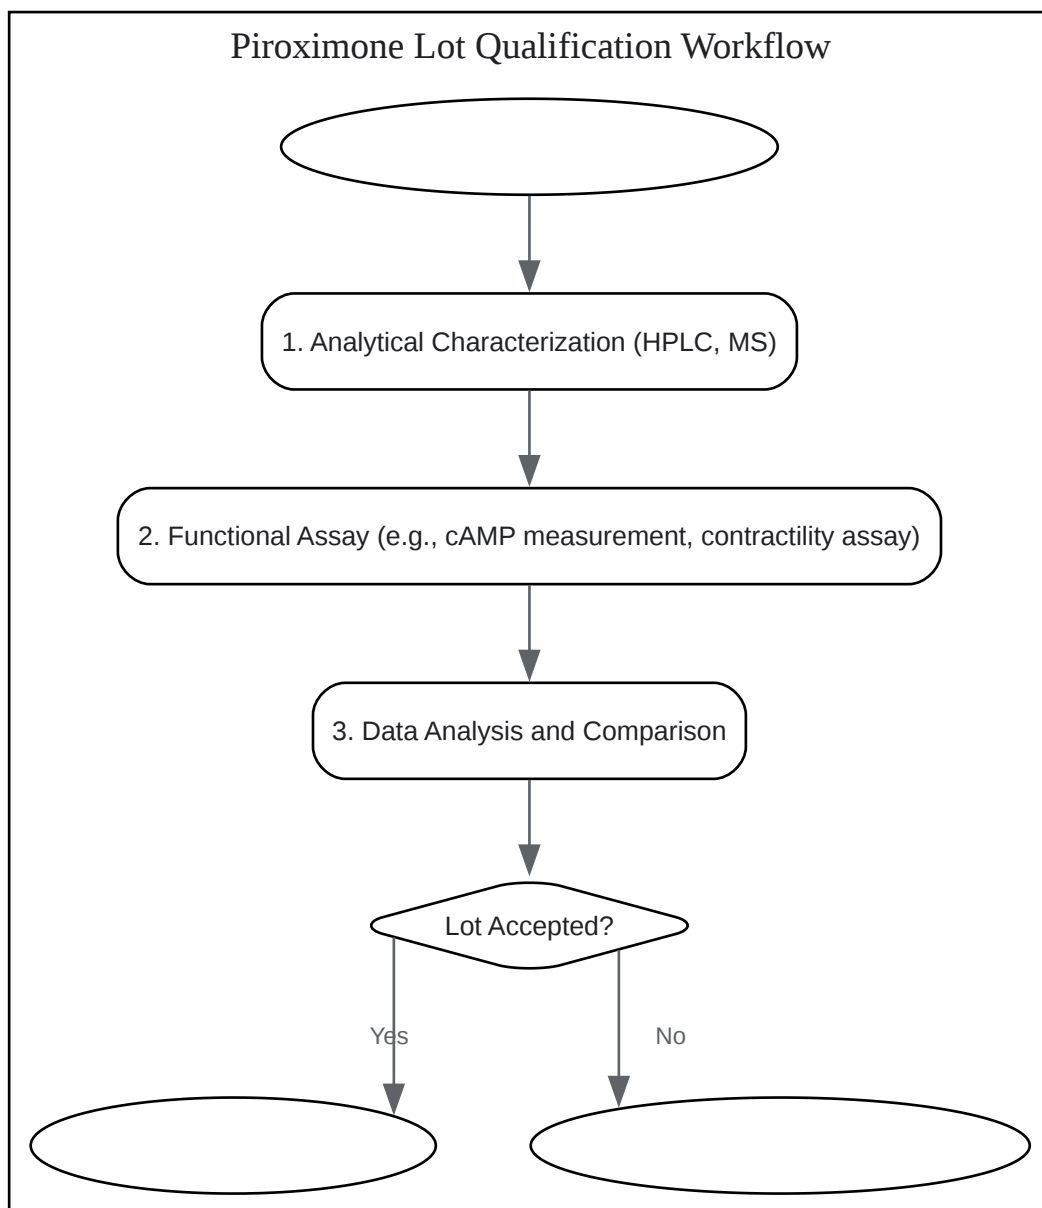 Piroximone Lot Qualification Workflow
1. Analytical Characterization (HPLC, MS)
2. Functional Assay (e.g., cAMP measurement, contractility assay)
3. Data Analysis and Comparison
Lot Accepted?
Yes
No